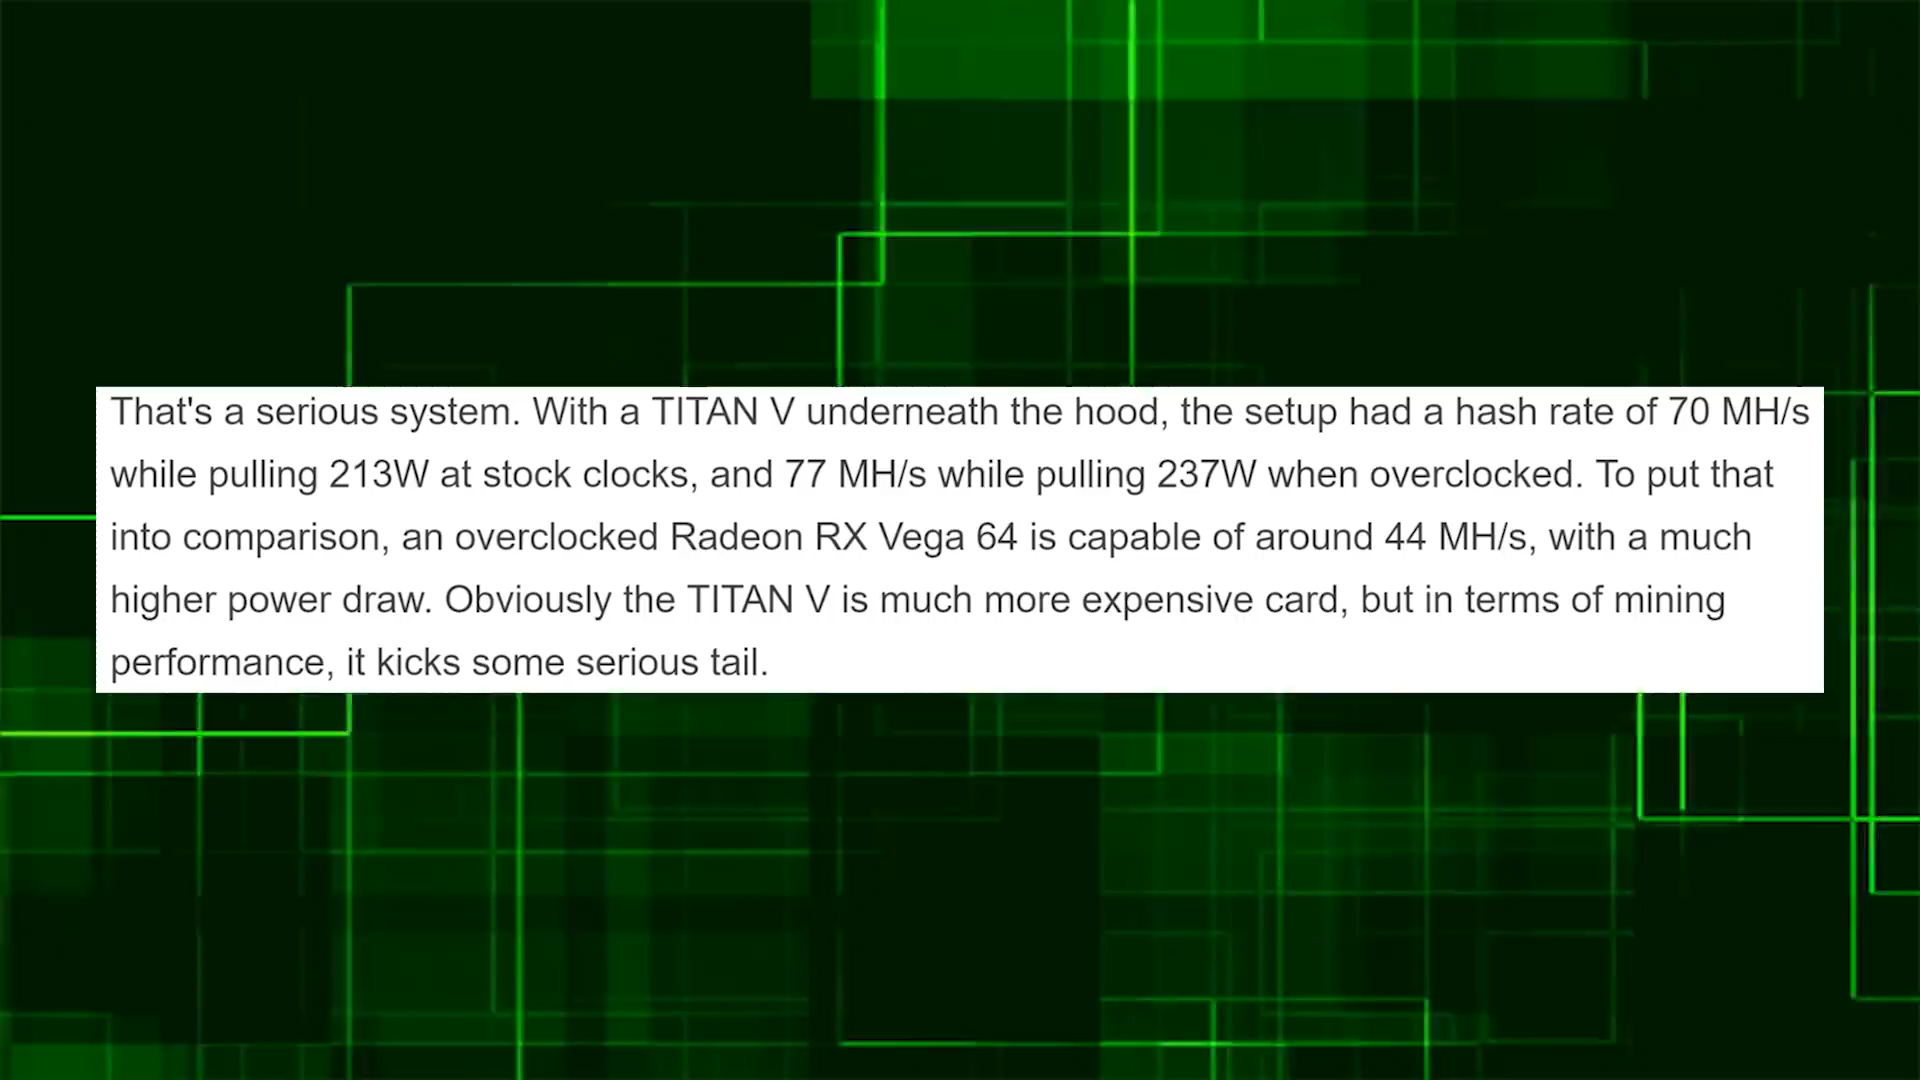 That's a serious system. With a TITAN V underneath the hood, the setup had a hash rate of 70 MH/s
while pulling 213W at stock clocks, and 77 MH/s while pulling 237W when overclocked. To put that
into comparison, an overclocked Radeon RX Vega 64 is capable of around 44 MH/s, with a much
higher power draw. Obviously the TITAN V is much more expensive card, but in terms of mining
performance, it kicks some serious tail.